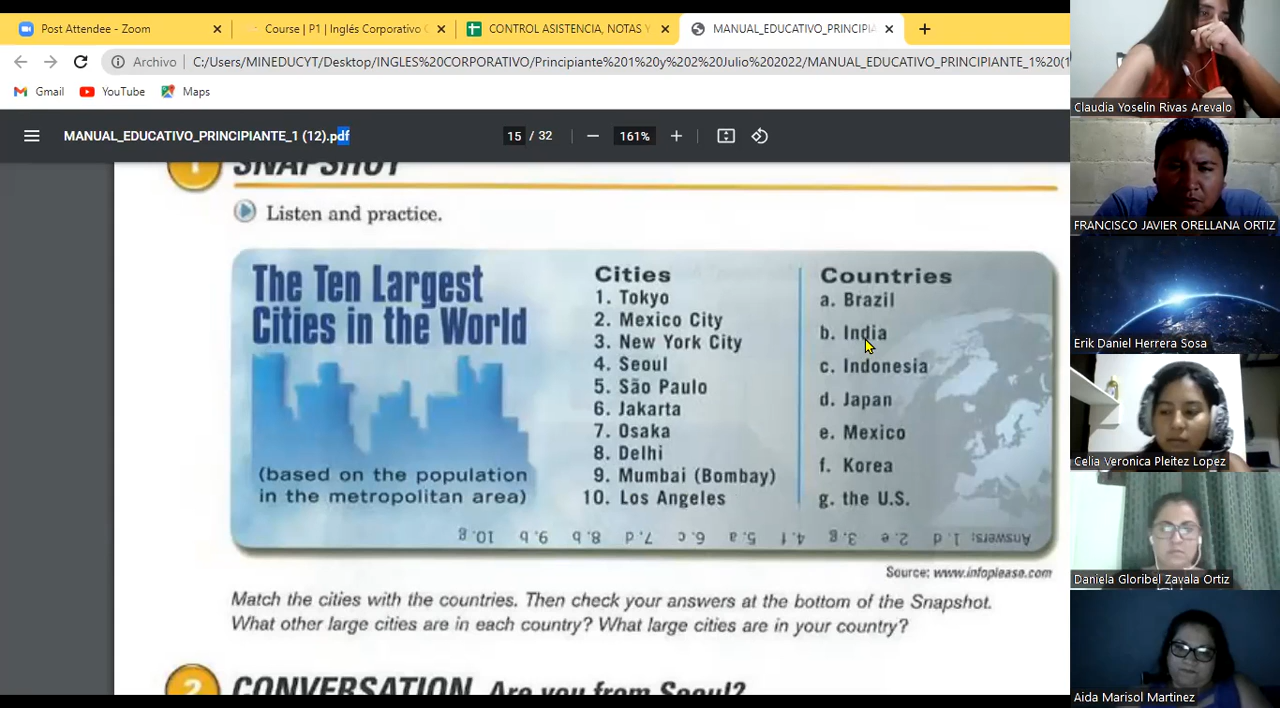 Post Attendee - Zoom
Course | P1 | Inglés Corporativo
CONTROL ASISTENCIA, NOTAS Y
MANUAL_EDUCATIVO_PRINCIPIA
Archivo
C:/Users/MINEDUCYT/Desktop/INGLES%20CORPORATIVO/Principiante%201%20y%202%20Julio%202022/MANUAL_EDUCATIVO_PRINCIPIANTE_1%20(1
Gmail
YouTube
Maps
MANUAL_EDUCATIVO_PRINCIPIANTE_1 (12).pdf
15 / 32
161%
1 SNAPSHOT
Listen and practice.
The Ten Largest
Cities in the World
(based on the population
in the metropolitan area)
Cities
1. Tokyo
2. Mexico City
3. New York City
4. Seoul
5. São Paulo
6. Jakarta
7. Osaka
8. Delhi
9. Mumbai (Bombay)
10. Los Angeles
Countries
a. Brazil
b. India
c. Indonesia
d. Japan
e. Mexico
f. Korea
g. the U.S.
Answers: 1. d 2. e 3. g 4. f 5. a 6. c 7. d 8. b 9. b 10. g
Source: www.infoplease.com
Match the cities with the countries. Then check your answers at the bottom of the Snapshot.
What other large cities are in each country? What large cities are in your country?
2 CONVERSATION Are you from Seoul?
Claudia Yoselin Rivas Arevalo
FRANCISCO JAVIER ORELLANA ORTIZ
Erik Daniel Herrera Sosa
Celia Veronica Pleitez Lopez
Daniela Gloribel Zavala Ortiz
Aida Marisol Martinez